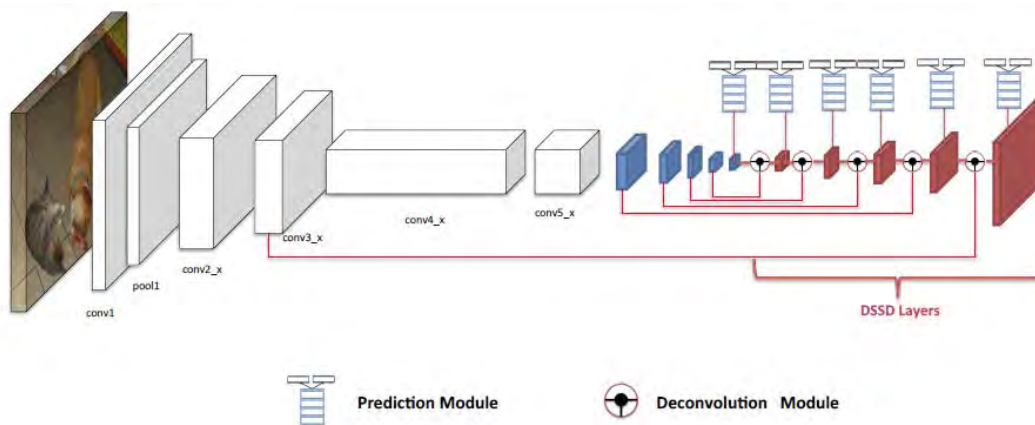 conv1
pool1
conv2_x
conv3_x
conv4_x
conv5_x
DSSD Layers
Prediction Module
Deconvolution Module